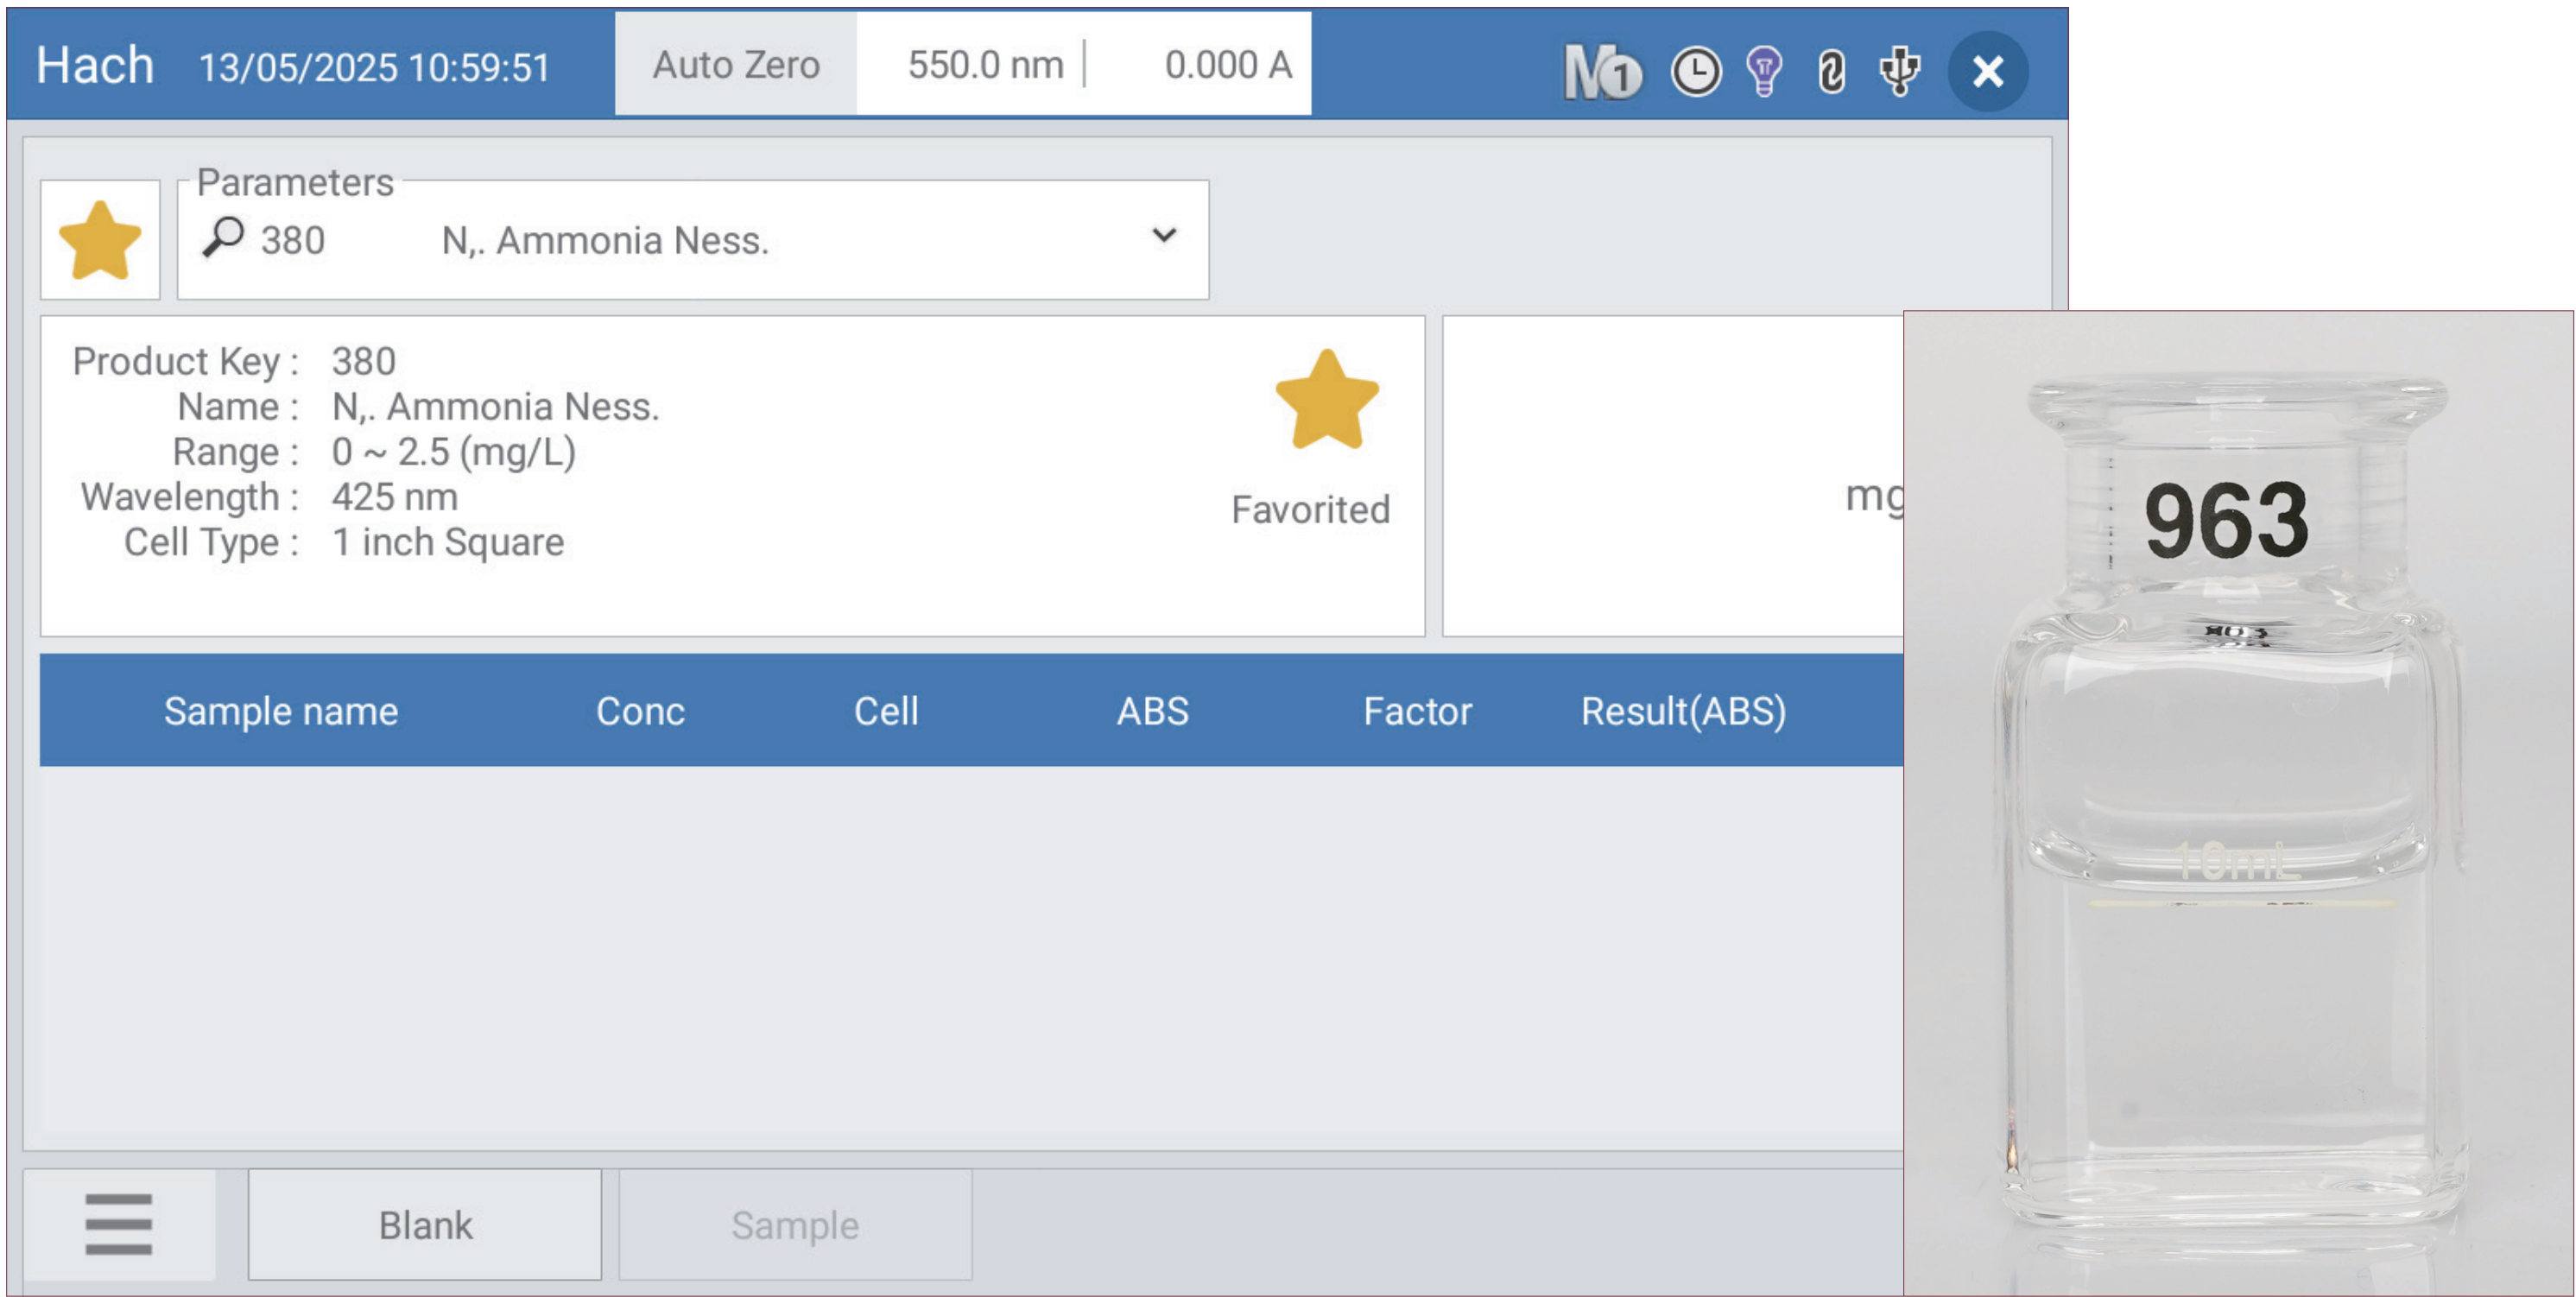 Hach 13/05/2025 10:59:51 Auto Zero 550.0 nm 0.000 A
Parameters
380 N,. Ammonia Ness.
Product Key : 380
Name : N,. Ammonia Ness.
Range : 0 ~ 2.5 (mg/L)
Wavelength : 425 nm
Cell Type : 1 inch Square
Favorited
mg
Sample name Conc Cell ABS Factor Result(ABS)
Blank Sample
963
10mL